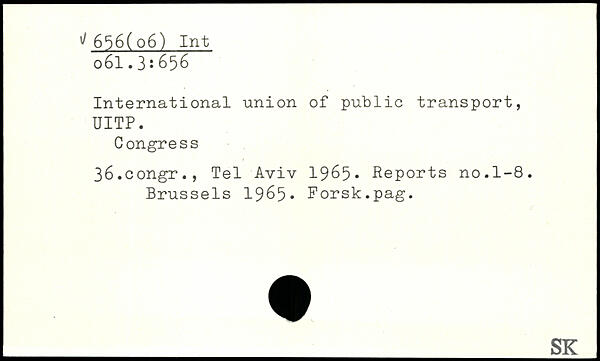 √ 656(06) Int
061.3:656
International union of public transport,
UITP.
Congress
36.congr., Tel Aviv 1965. Reports no.1-8.
Brussels 1965. Forsk.pag.
SK